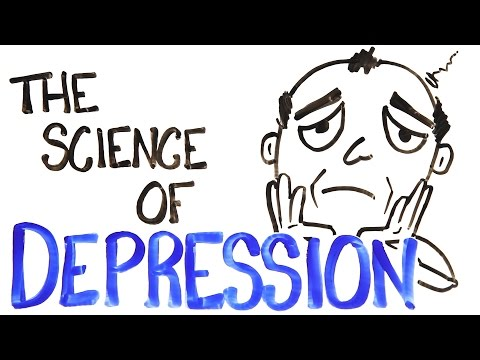 THE
SCIENCE
OF
DEPRESSION